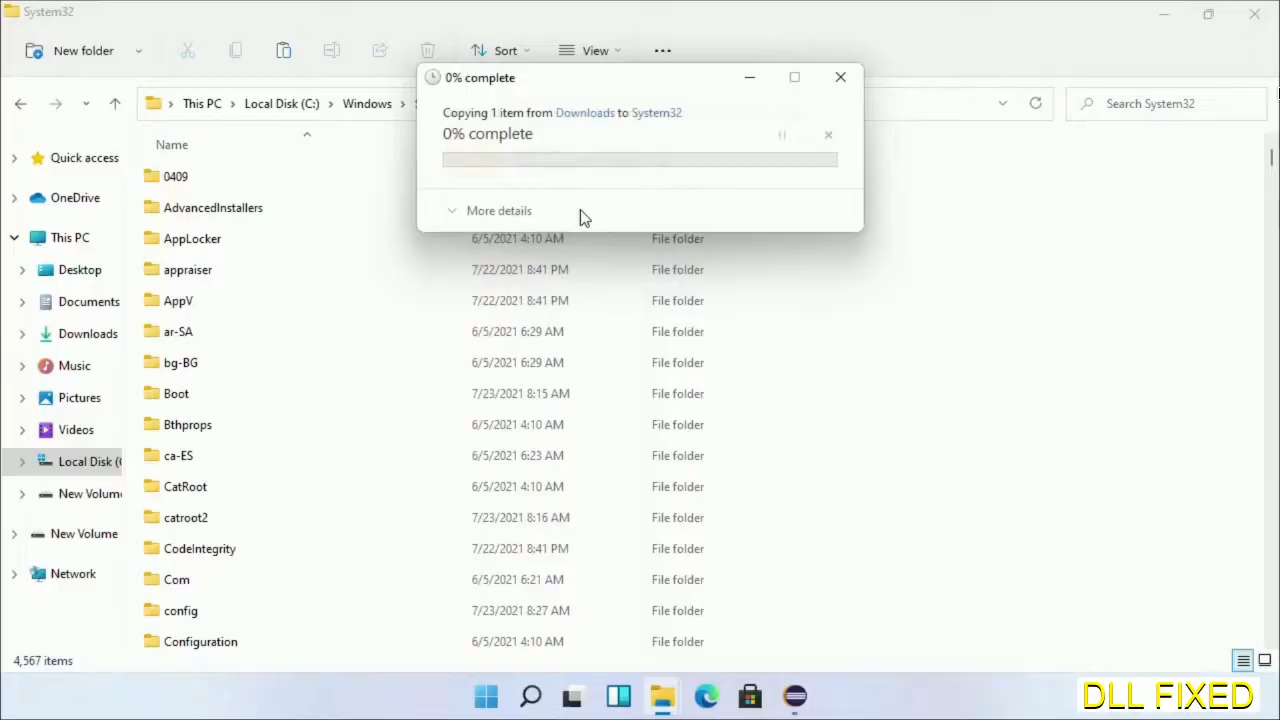 System32
New folder
Sort
View
0% complete
Copying 1 item from Downloads to System32
0% complete
More details
This PC
Local Disk (C:)
Windows
Search System32
Name
Quick access
OneDrive
This PC
Desktop
Documents
Downloads
Music
Pictures
Videos
Local Disk (
New Volum
New Volume
Network
0409
AdvancedInstallers
AppLocker 6/5/2021 4:10 AM File folder
appraiser 7/22/2021 8:41 PM File folder
AppV 7/22/2021 8:41 PM File folder
ar-SA 6/5/2021 6:29 AM File folder
bg-BG 6/5/2021 6:29 AM File folder
Boot 7/23/2021 8:15 AM File folder
Bthprops 6/5/2021 4:10 AM File folder
ca-ES 6/5/2021 6:23 AM File folder
CatRoot 6/5/2021 4:10 AM File folder
catroot2 7/23/2021 8:16 AM File folder
CodeIntegrity 7/22/2021 8:41 PM File folder
Com 6/5/2021 6:21 AM File folder
config 7/23/2021 8:27 AM File folder
Configuration 6/5/2021 4:10 AM File folder
4,567 items
DLL FIXED